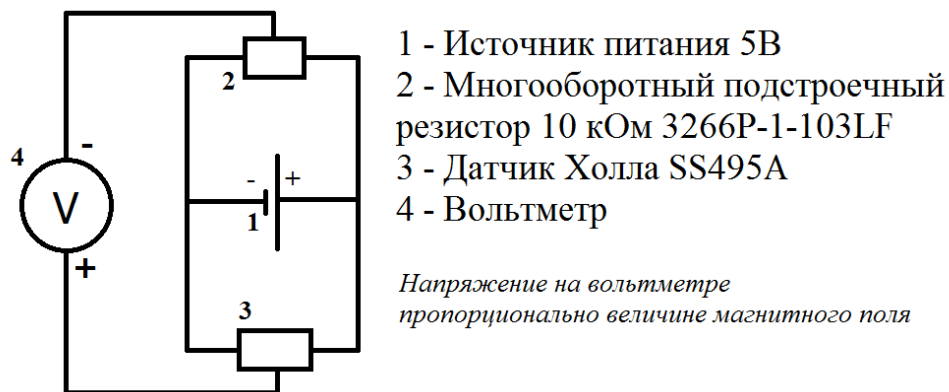 1 - Источник питания 5В
2 - Многооборотный подстроечный
резистор 10 кОм 3266P-1-103LF
3 - Датчик Холла SS495A
4 - Вольтметр
Напряжение на вольтметре
пропорционально величине магнитного поля
2
4
-
V
+
-
+
1
3